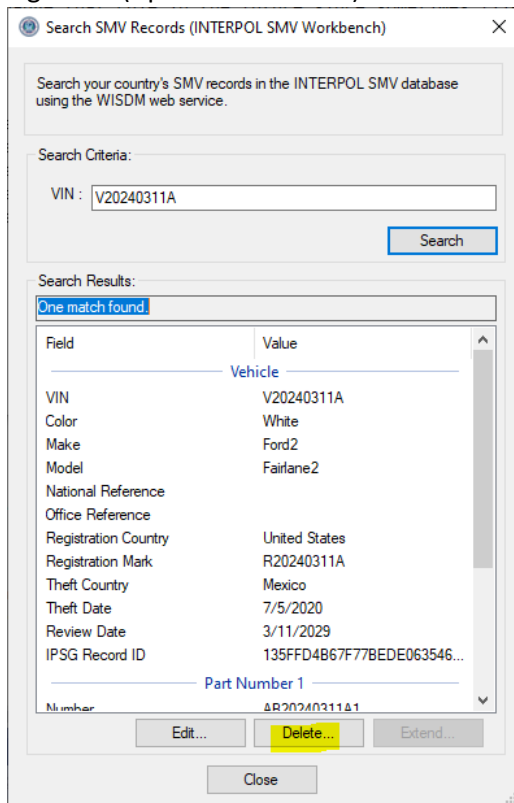 Search SMV Records (INTERPOL SMV Workbench)
Search your country's SMV records in the INTERPOL SMV database
using the WISDM web service.
Search Criteria:
VIN : V20240311A
Search
Search Results:
One match found.
Field Value
Vehicle
VIN V20240311A
Color White
Make Ford2
Model Fairlane2
National Reference
Office Reference
Registration Country United States
Registration Mark R20240311A
Theft Country Mexico
Theft Date 7/5/2020
Review Date 3/11/2029
IPSG Record ID 135FFD4B67F77BEDE063546...
Part Number 1
Number AB20240311A1
Edit... Delete... Extend...
Close